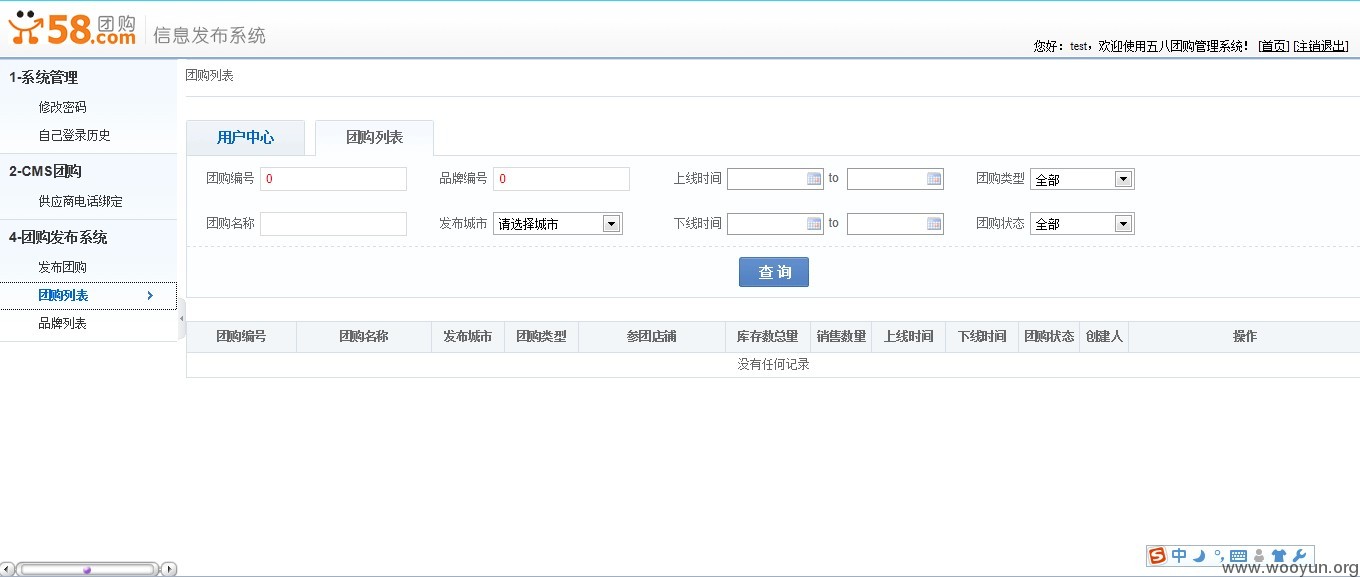 58团购.com 信息发布系统
您好：test，欢迎使用五八团购管理系统！ [首页] [注销退出]
1-系统管理
修改密码
自己登录历史
2-CMS团购
供应商电话绑定
4-团购发布系统
发布团购
团购列表
品牌列表
团购列表
用户中心 团购列表
团购编号 0 品牌编号 0 上线时间 to 团购类型 全部
团购名称 发布城市 请选择城市 下线时间 to 团购状态 全部
查 询
团购编号 团购名称 发布城市 团购类型 参团店铺 库存数总量 销售数量 上线时间 下线时间 团购状态 创建人 操作
没有任何记录
S 中
www.wooyun.org